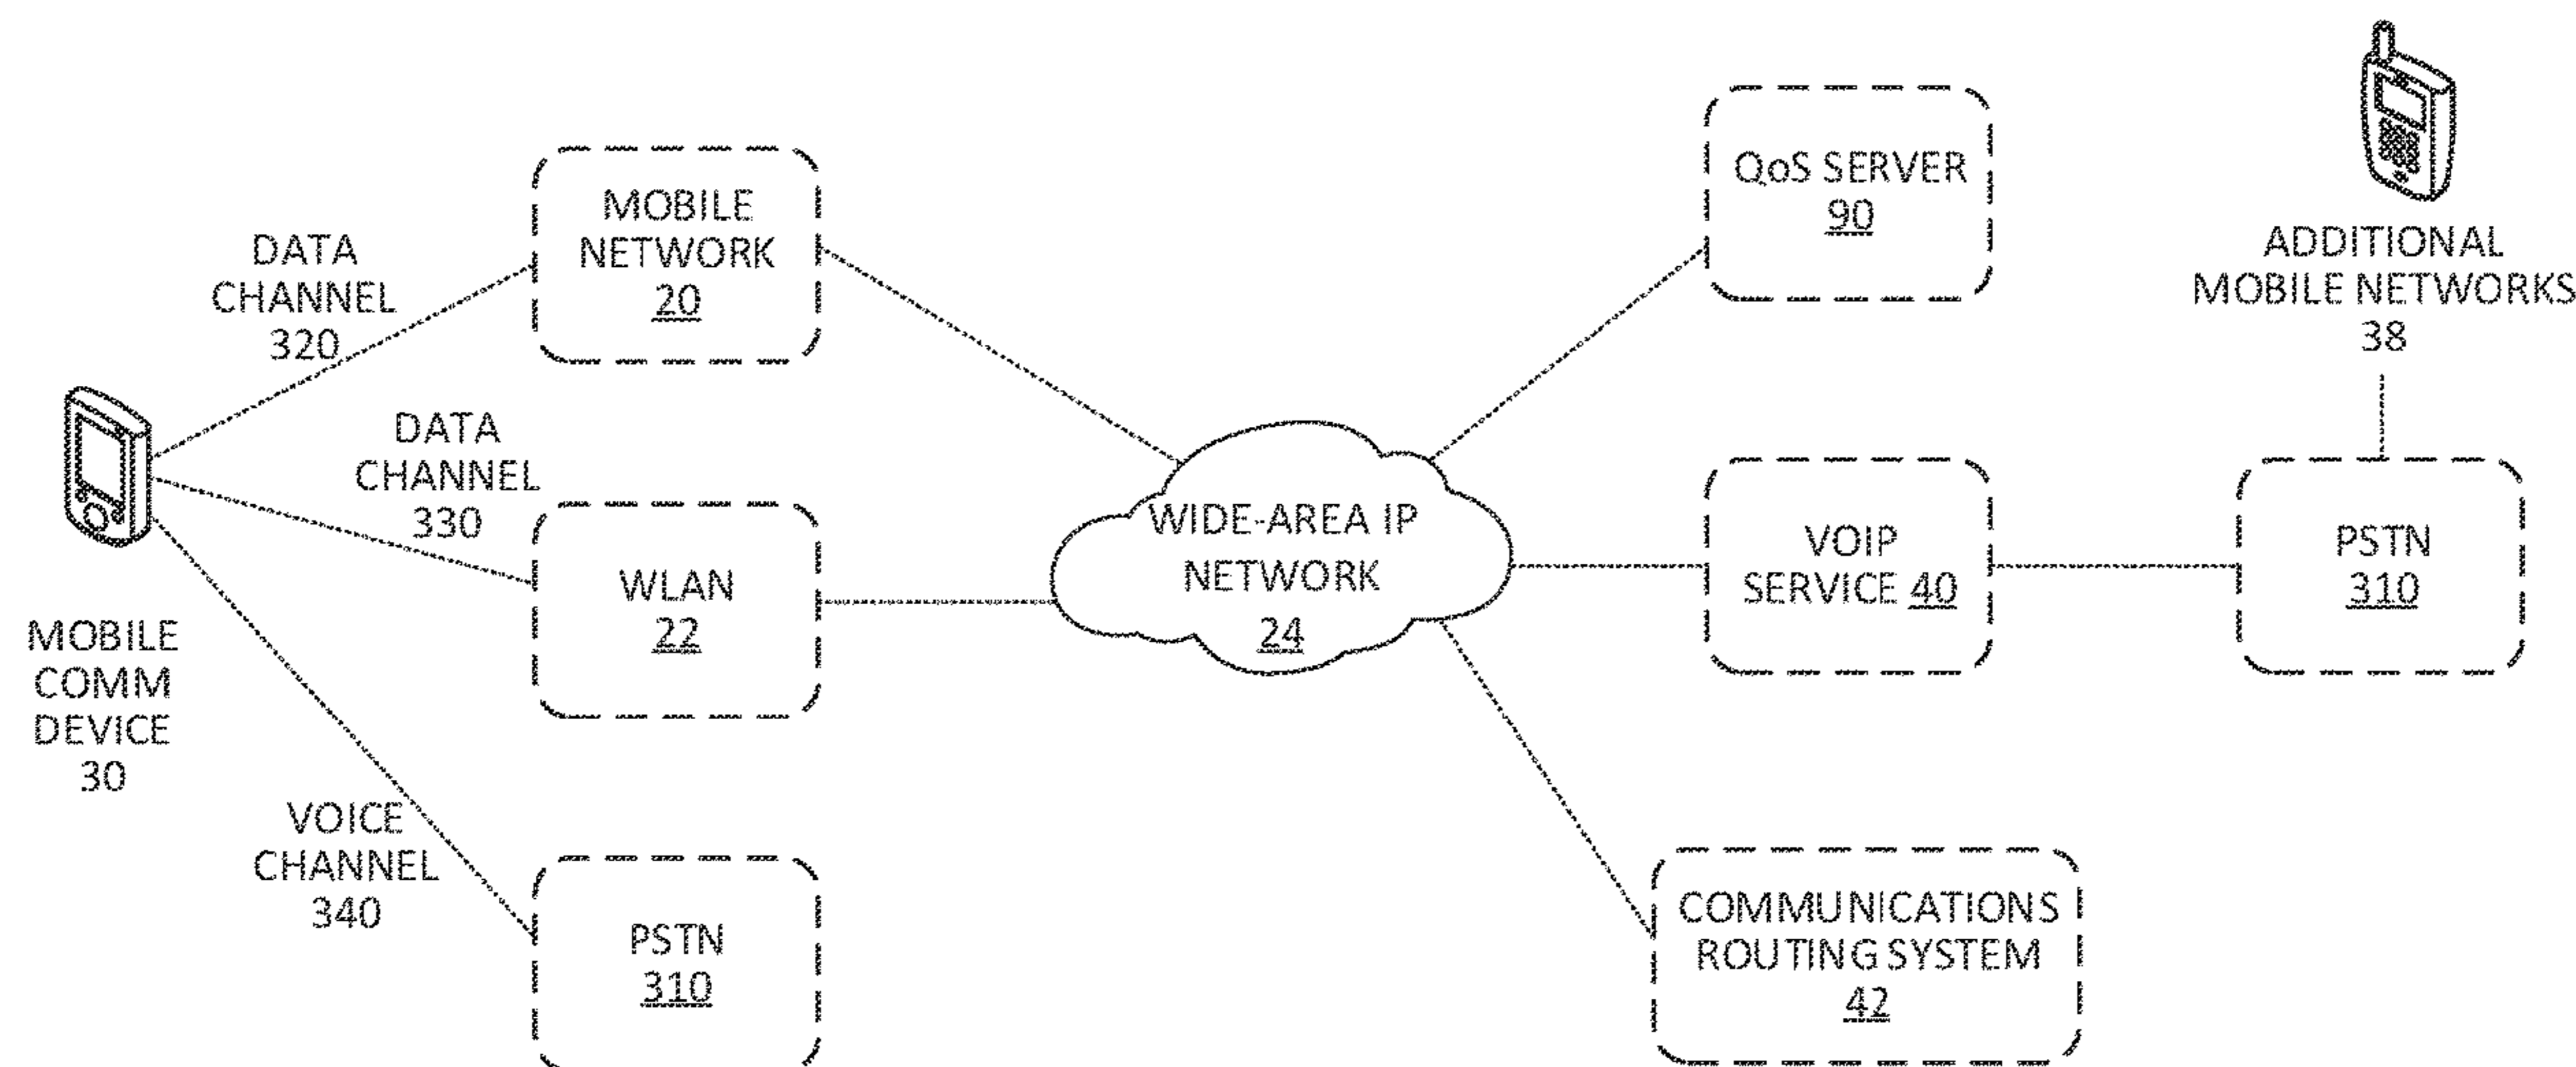 DATA
CHANNEL
320
MOBILE
NETWORK
20
QoS SERVER
90
ADDITIONAL
MOBILE NETWORKS
38
DATA
CHANNEL
330
WLAN
22
WIDE-AREA IP
NETWORK
24
VOIP
SERVICE 40
PSTN
310
MOBILE
COMM
DEVICE
30
VOICE
CHANNEL
340
PSTN
310
COMMUNICATIONS
ROUTING SYSTEM
42